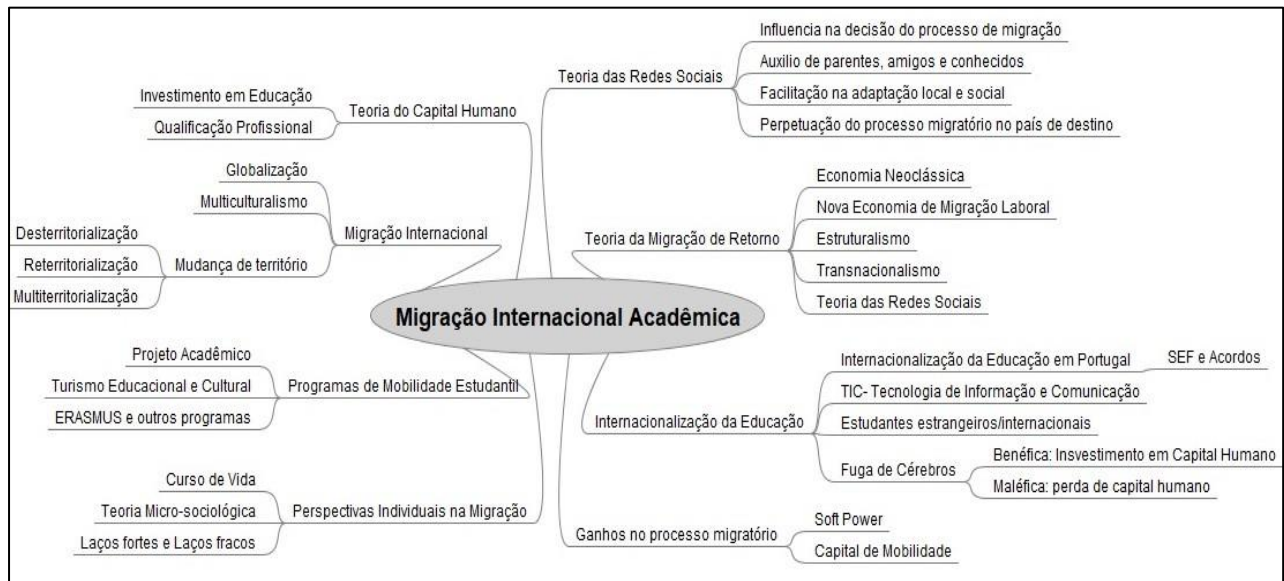 Influencia na decisão do processo de migração
Auxilio de parentes, amigos e conhecidos
Teoria das Redes Sociais
Facilitação na adaptação local e social
Perpetuação do processo migratório no país de destino
Investimento em Educação
Teoria do Capital Humano
Qualificação Profissional
Globalização
Multiculturalismo
Migração Internacional
Desterritorialização
Reterritorialização
Mudança de território
Multiterritorialização
Economia Neoclássica
Nova Economia de Migração Laboral
Teoria da Migração de Retorno
Estruturalismo
Transnacionalismo
Teoria das Redes Sociais
Migração Internacional Acadêmica
Projeto Acadêmico
Turismo Educacional e Cultural
Programas de Mobilidade Estudantil
ERASMUS e outros programas
Internacionalização da Educação em Portugal
SEF e Acordos
TIC- Tecnologia de Informação e Comunicação
Internacionalização da Educação
Estudantes estrangeiros/internacionais
Fuga de Cérebros
Benéfica: Insvestimento em Capital Humano
Maléfica: perda de capital humano
Curso de Vida
Teoria Micro-sociológica
Perspectivas Individuais na Migração
Laços fortes e Laços fracos
Ganhos no processo migratório
Soft Power
Capital de Mobilidade